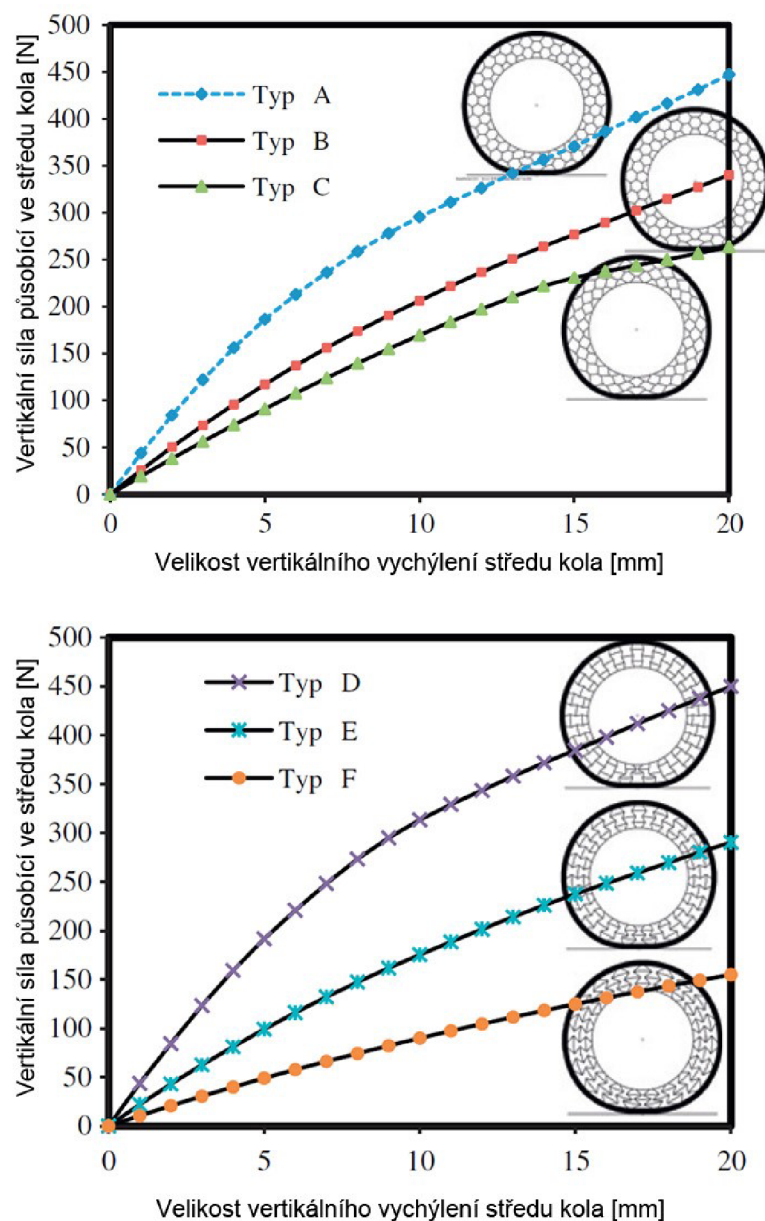 Vertikální síla působící ve středu kola [N]
500
450
400
350
300
250
200
150
100
50
0
Typ A
Typ B
Typ C
0 5 10 15 20
Velikost vertikálního vychýlení středu kola [mm]
Vertikální síla působící ve středu kola [N]
500
450
400
350
300
250
200
150
100
50
0
Typ D
Typ E
Typ F
0 5 10 15 20
Velikost vertikálního vychýlení středu kola [mm]